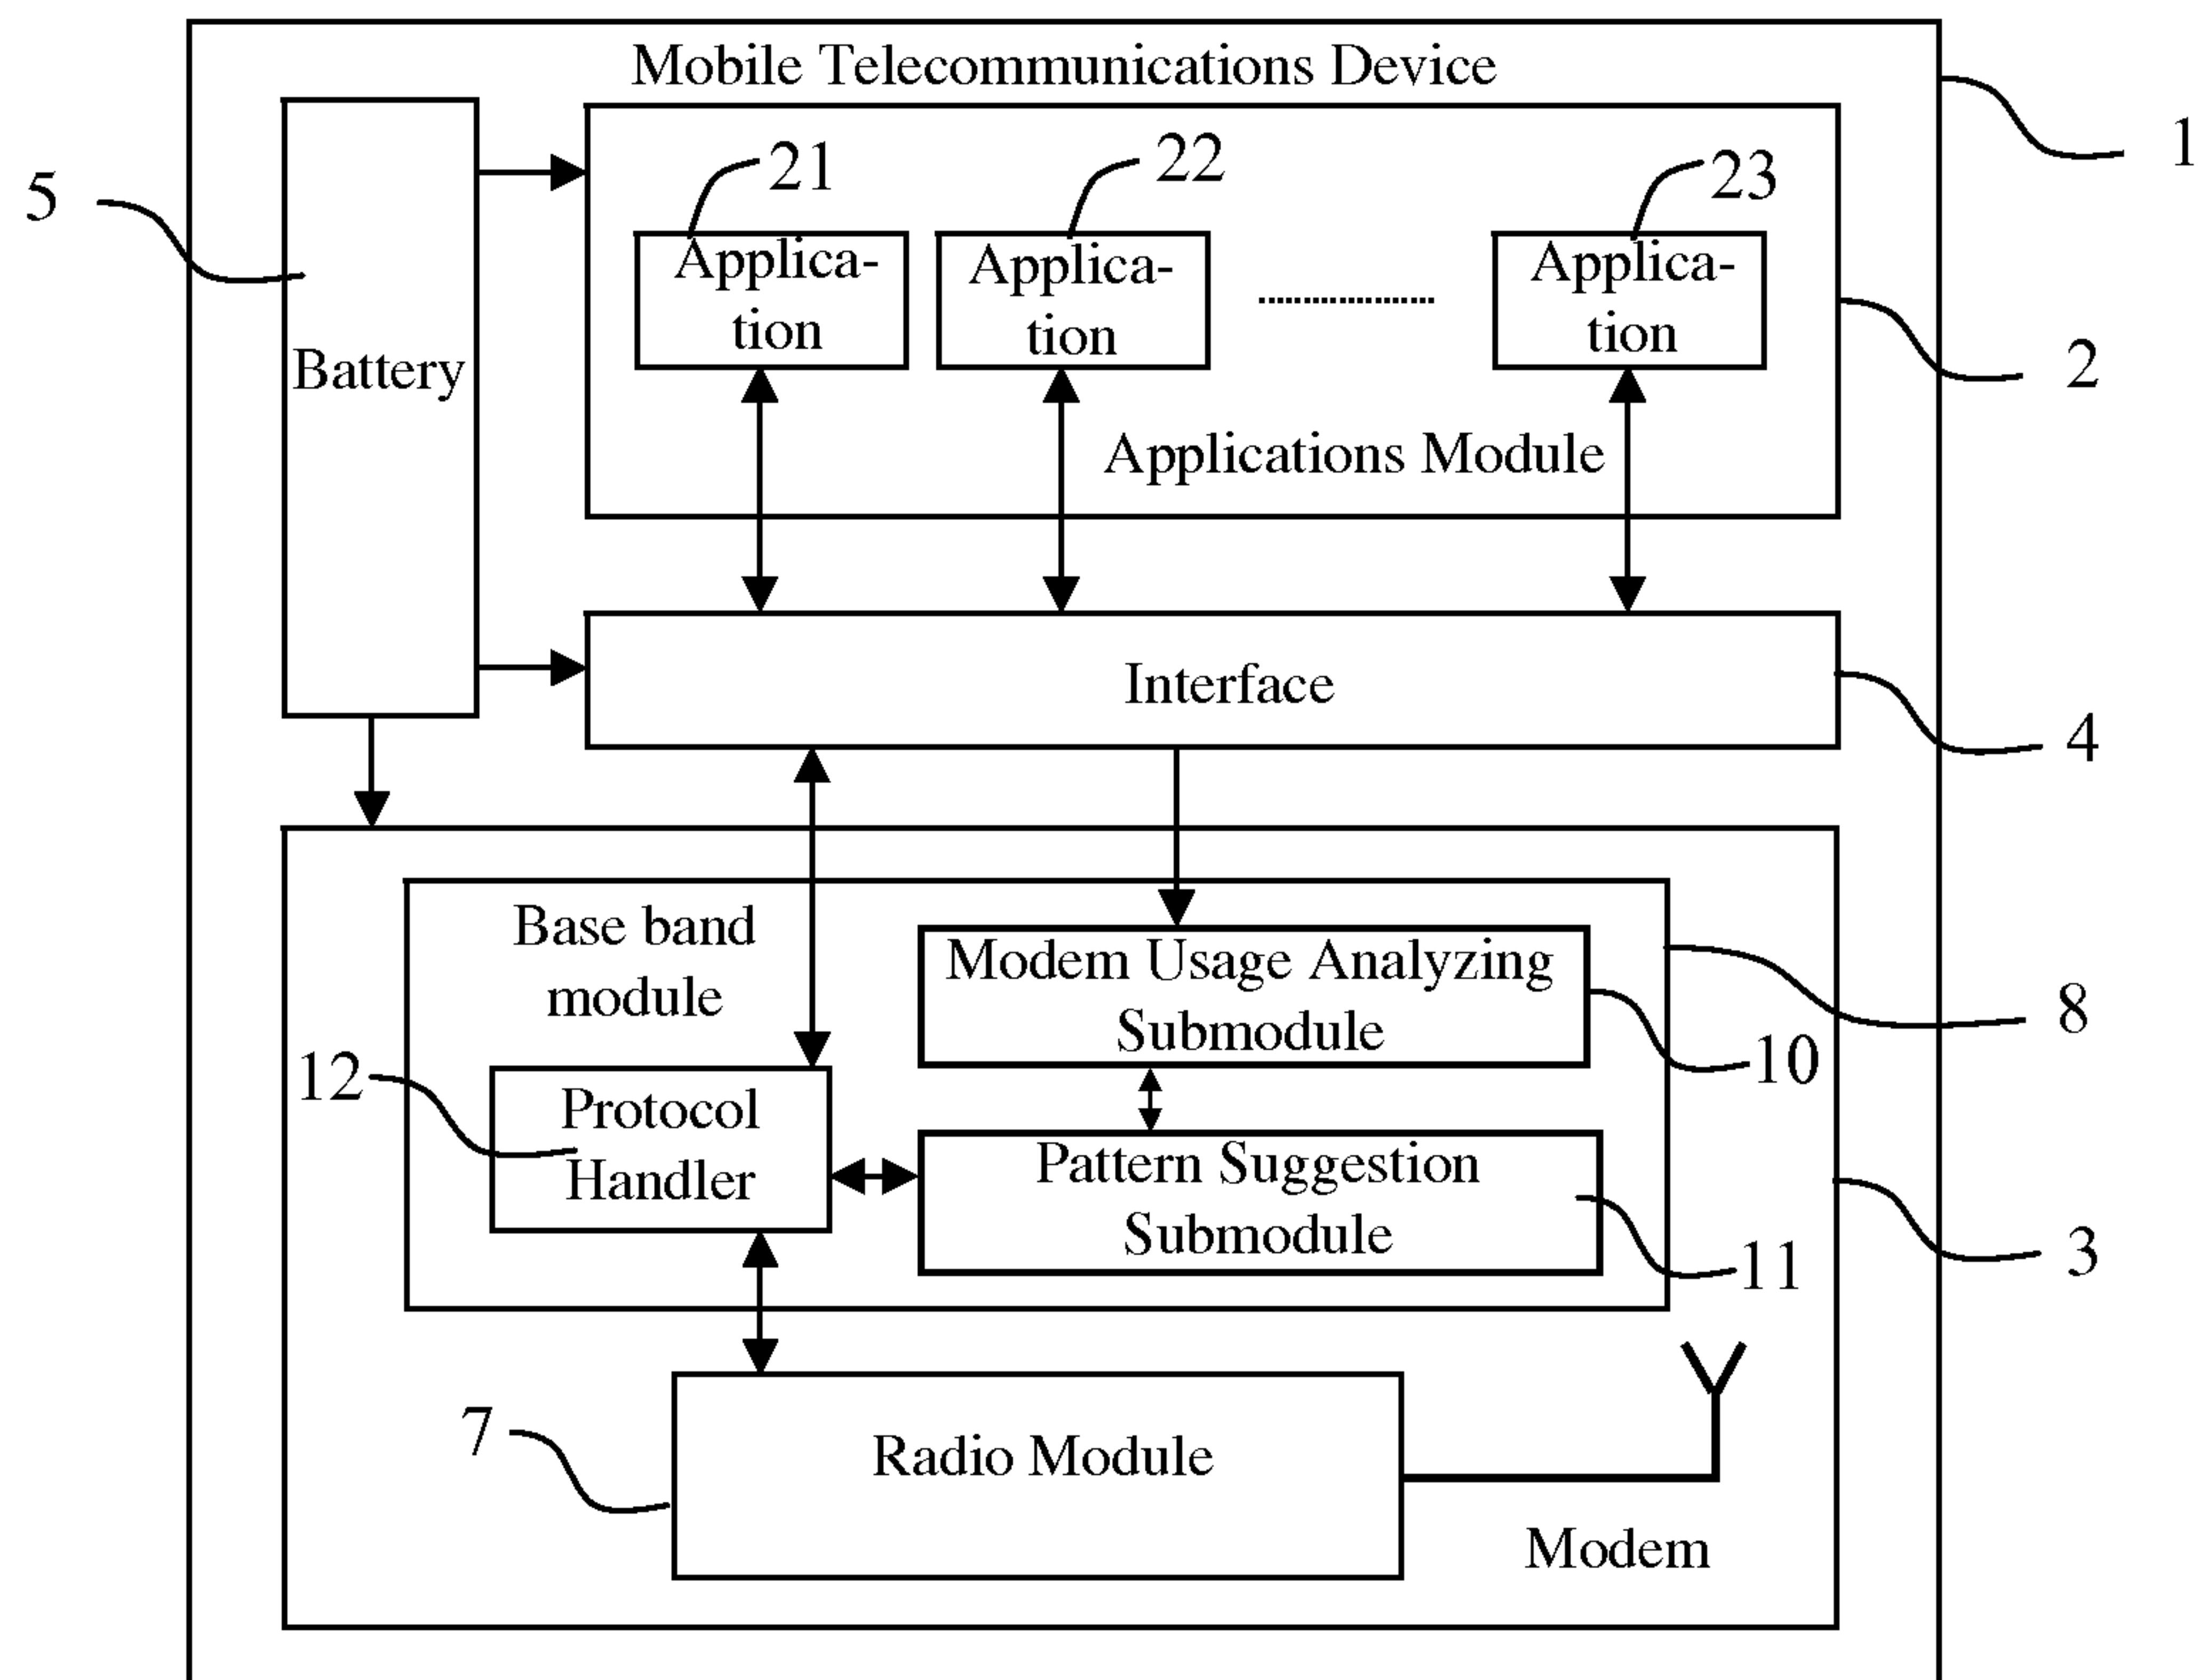 Mobile Telecommunications Device
1
5
21
22
23
Applica-
tion
Applica-
tion
Applica-
tion
Battery
2
Applications Module
Interface
4
Base band
module
Modem Usage Analyzing
Submodule
8
10
12
Protocol
Handler
Pattern Suggestion
Submodule
11
3
7
Radio Module
Modem